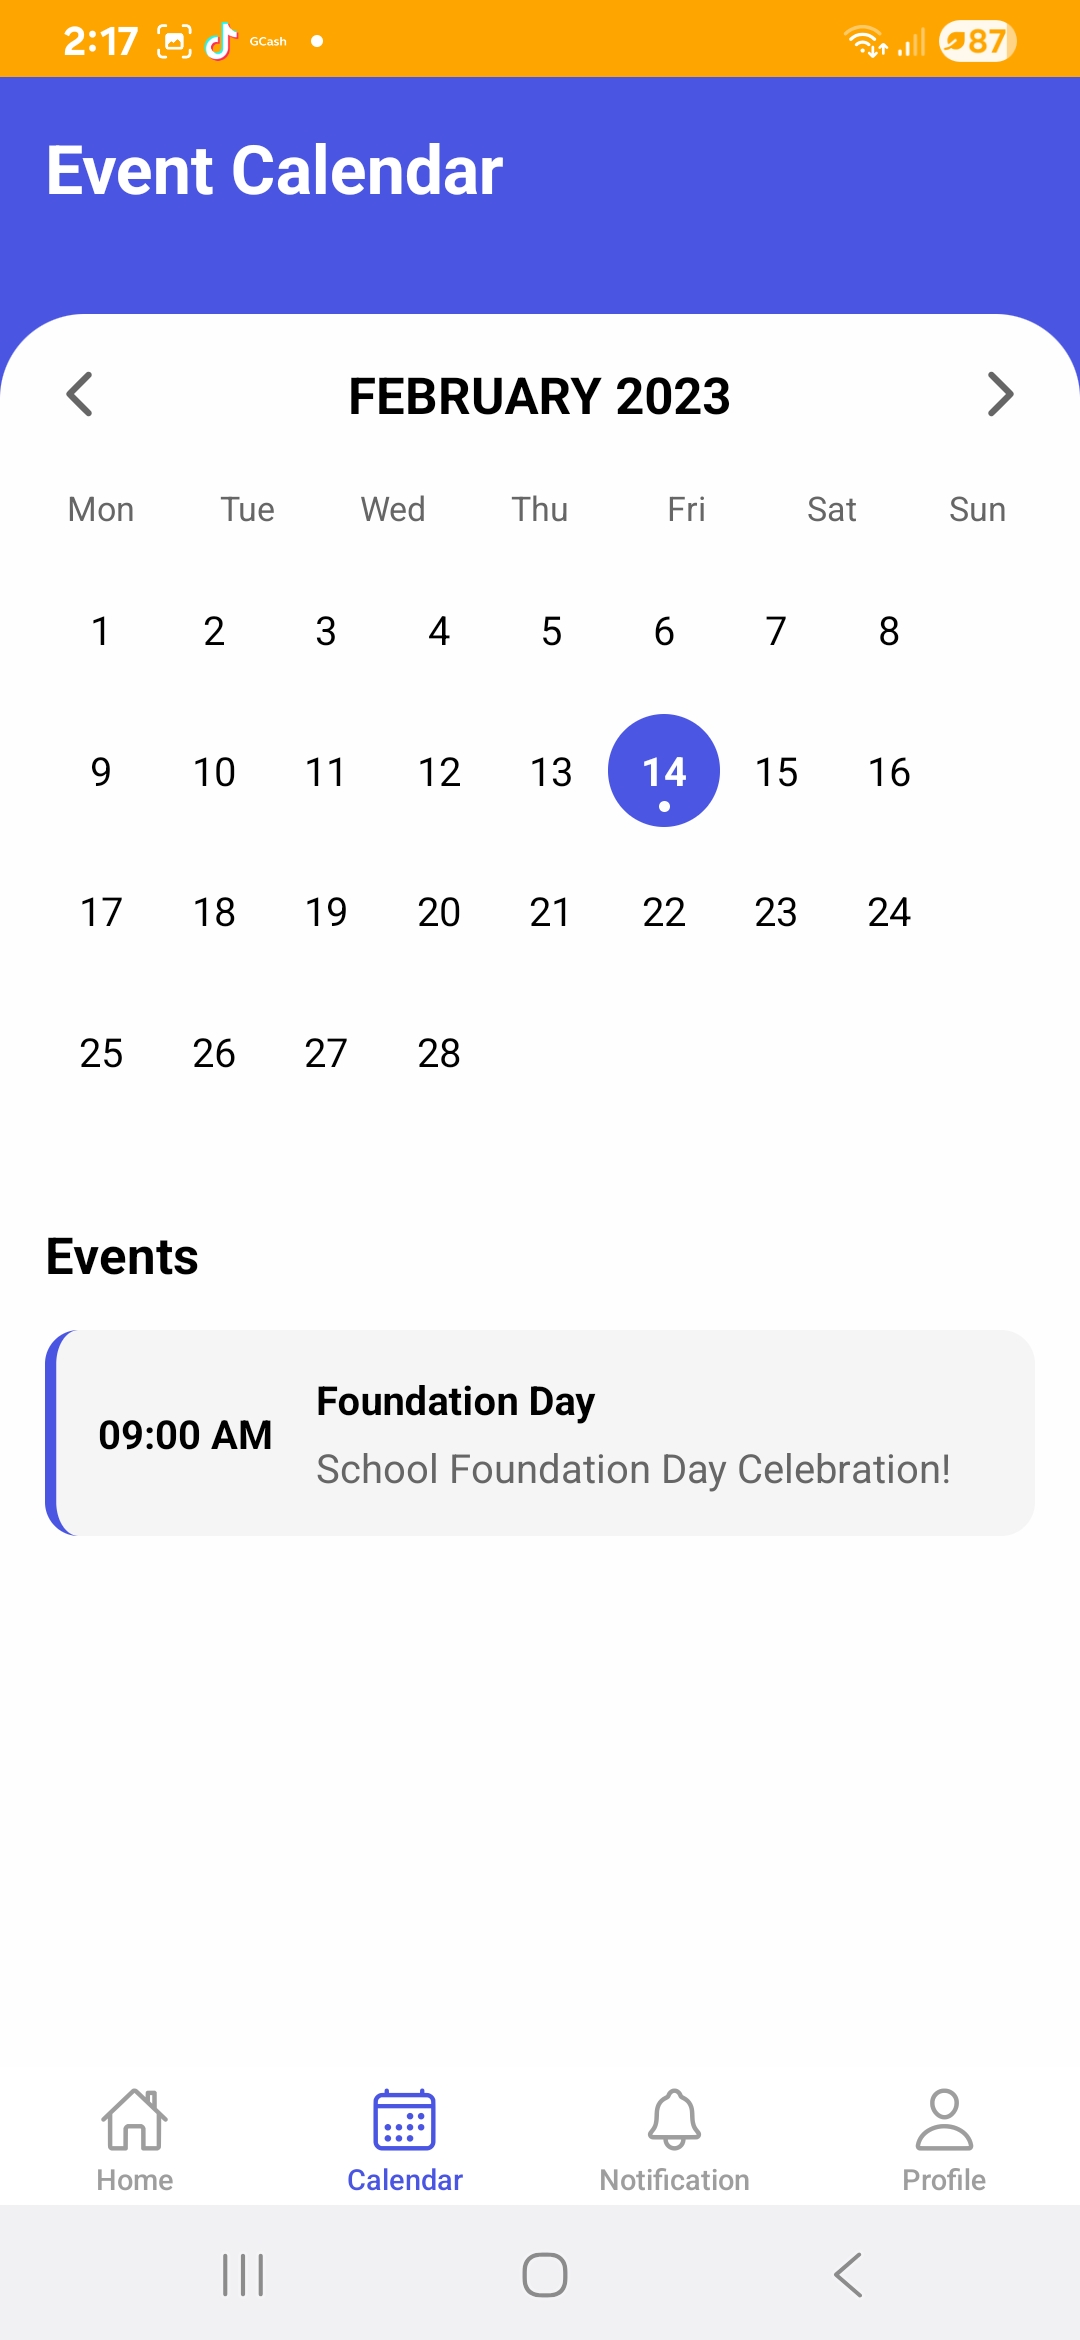 2:17 GCash 87
Event Calendar
FEBRUARY 2023
Mon Tue Wed Thu Fri Sat Sun
1 2 3 4 5 6 7 8
9 10 11 12 13 14 15 16
17 18 19 20 21 22 23 24
25 26 27 28
Events
Foundation Day
09:00 AM
School Foundation Day Celebration!
Home Calendar Notification Profile